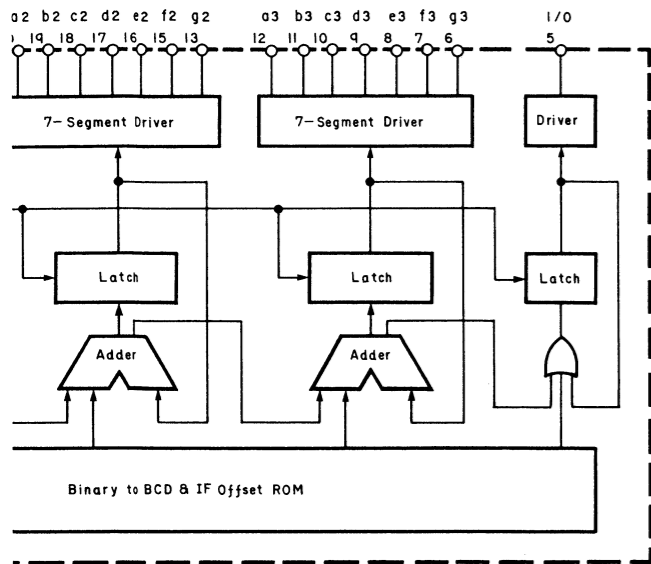 a2 b2 c2 d2 e2 f2 g2 a3 b3 c3 d3 e3 f3 g3 I/O
19 18 17 16 15 13 12 11 10 9 8 7 6 5
7-Segment Driver 7-Segment Driver Driver
Latch Latch Latch
Adder Adder
Binary to BCD & IF Offset ROM